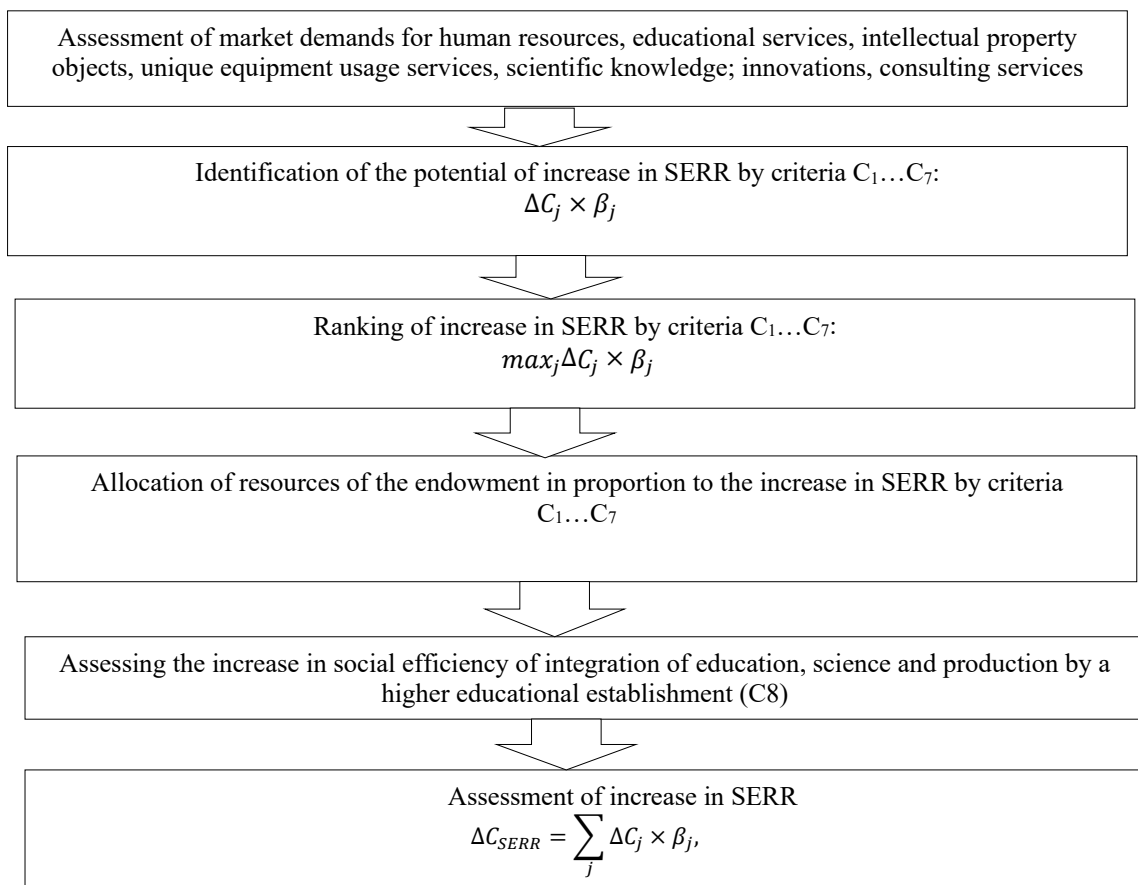 Assessment of market demands for human resources, educational services, intellectual property
objects, unique equipment usage services, scientific knowledge; innovations, consulting services
Identification of the potential of increase in SERR by criteria C₁…C₇:
Δ𝐶ⱼ × βⱼ
Ranking of increase in SERR by criteria C₁…C₇:
maxⱼΔCⱼ × βⱼ
Allocation of resources of the endowment in proportion to the increase in SERR by criteria
C₁…C₇
Assessing the increase in social efficiency of integration of education, science and production by a
higher educational establishment (C8)
Assessment of increase in SERR
ΔC_SERR = ∑ⱼ ΔCⱼ × βⱼ,